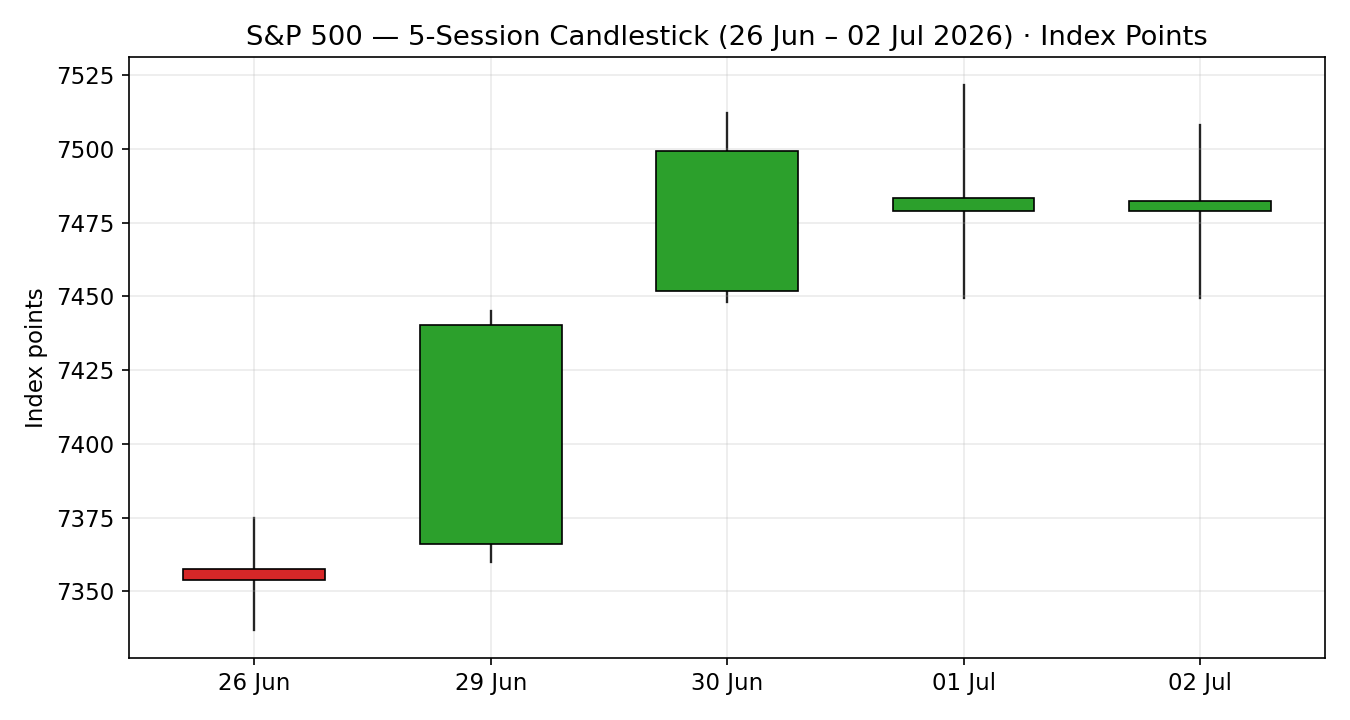 S&P 500 — 5-Session Candlestick (26 Jun – 02 Jul 2026) · Index Points
Index points
7525
7500
7475
7450
7425
7400
7375
7350
26 Jun
29 Jun
30 Jun
01 Jul
02 Jul